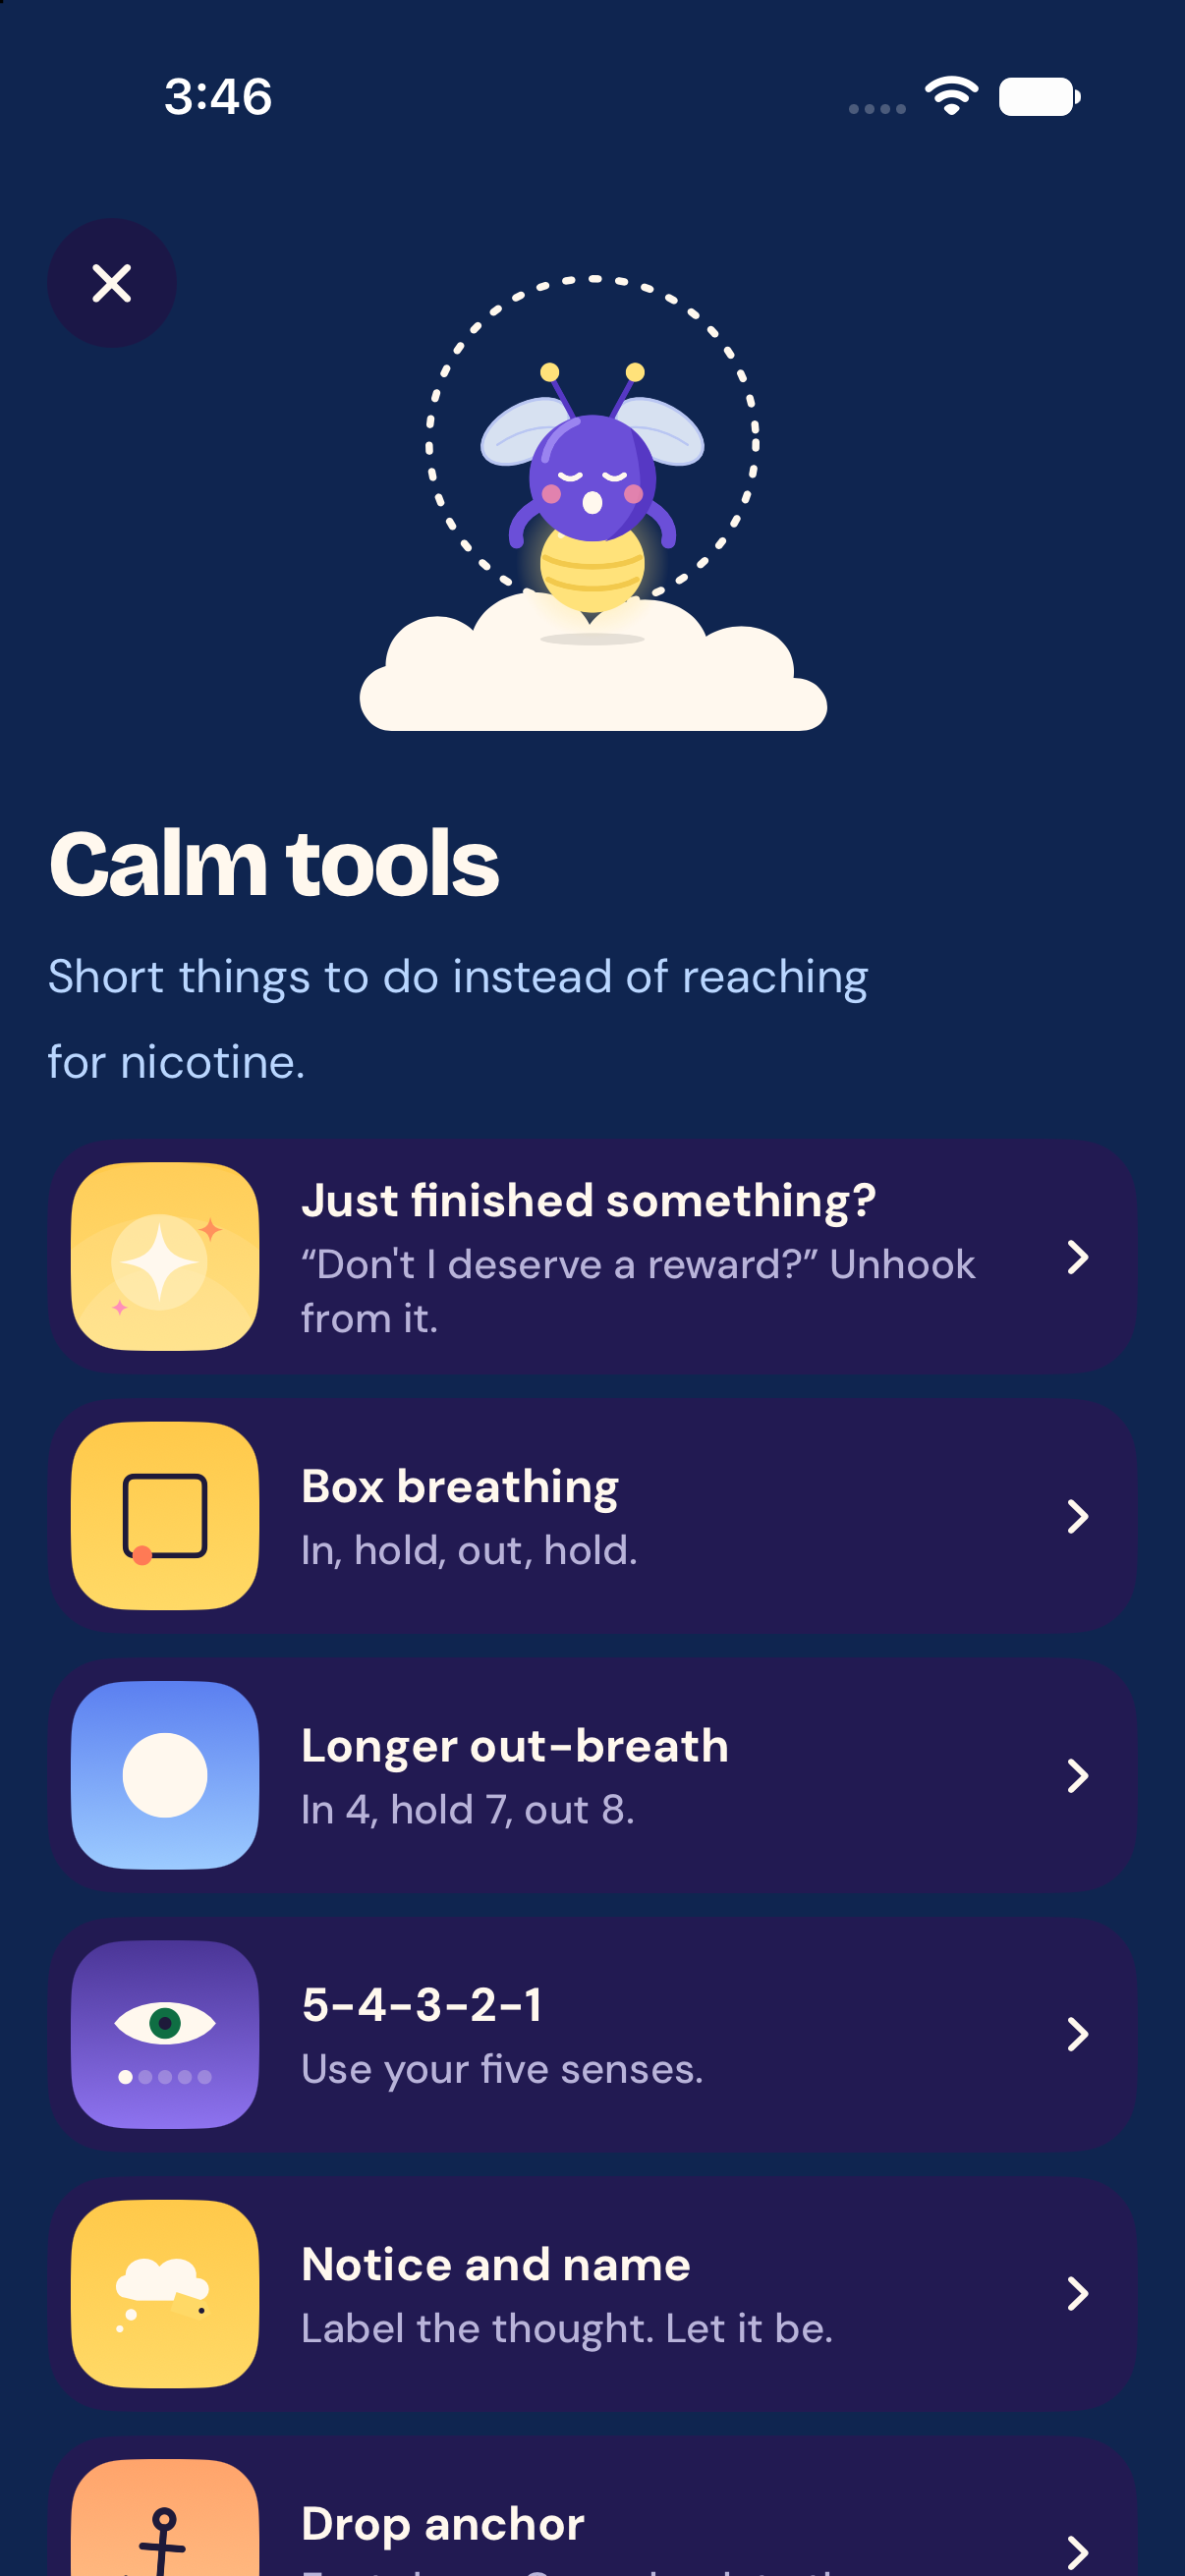 3:46
Calm tools
Short things to do instead of reaching
for nicotine.
Just finished something?
“Don't I deserve a reward?” Unhook
from it.
Box breathing
In, hold, out, hold.
Longer out-breath
In 4, hold 7, out 8.
5-4-3-2-1
Use your five senses.
Notice and name
Label the thought. Let it be.
Drop anchor